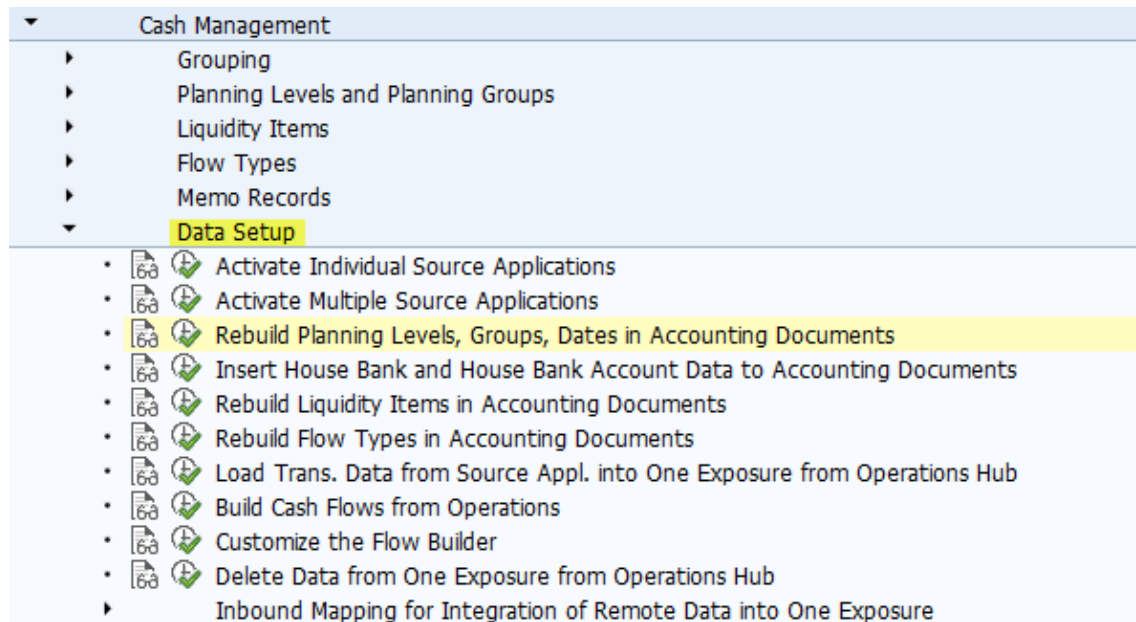 Cash Management
Grouping
Planning Levels and Planning Groups
Liquidity Items
Flow Types
Memo Records
Data Setup
Activate Individual Source Applications
Activate Multiple Source Applications
Rebuild Planning Levels, Groups, Dates in Accounting Documents
Insert House Bank and House Bank Account Data to Accounting Documents
Rebuild Liquidity Items in Accounting Documents
Rebuild Flow Types in Accounting Documents
Load Trans. Data from Source Appl. into One Exposure from Operations Hub
Build Cash Flows from Operations
Customize the Flow Builder
Delete Data from One Exposure from Operations Hub
Inbound Mapping for Integration of Remote Data into One Exposure